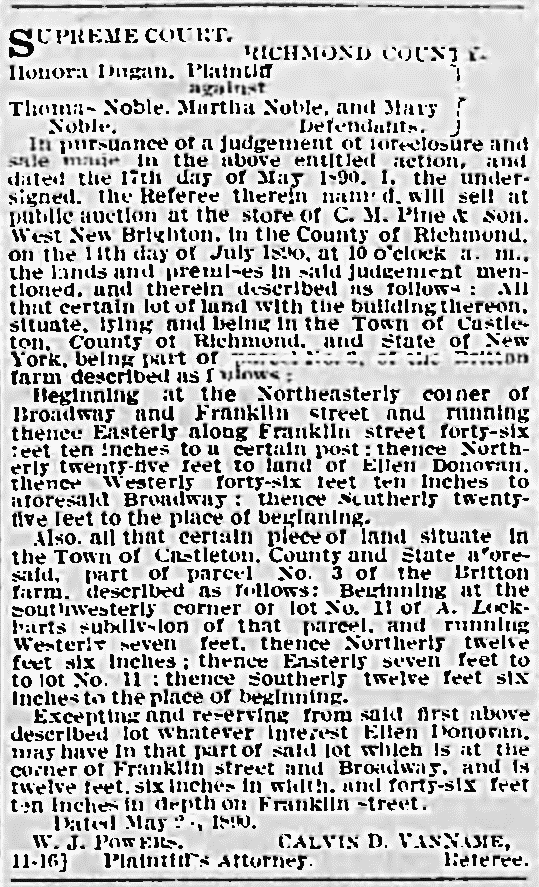 SUPREME COURT.
RICHMOND COUNTY.
Honora Dugan, Plaintiff
against
Thomas Noble, Martha Noble, and Mary
Noble, Defendants.
In pursuance of a judgement of foreclosure and
sale made in the above entitled action, and
dated the 17th day of May 1890, I, the under-
signed, the Referee therein named, will sell at
public auction at the store of C. M. Pine & Son,
West New Brighton, in the County of Richmond,
on the 11th day of July 1890, at 10 o'clock a. m.,
the lands and premises in said judgement men-
tioned, and therein described as follows: All
that certain lot of land with the building thereon,
situate, lying and being in the Town of Castle-
ton, County of Richmond, and State of New
York, being part of parcel No. of the Britton
farm described as follows:
Beginning at the Northeasterly corner of
Broadway and Franklin street and running
thence Easterly along Franklin street forty-six
feet ten inches to a certain post; thence North-
erly twenty-five feet to land of Ellen Donovan,
thence Westerly forty-six feet ten inches to
aforesaid Broadway; thence Scutherly twenty-
five feet to the place of beginning.
Also, all that certain piece of land situate in
the Town of Castleton, County and State afore-
said, part of parcel No. 3 of the Britton
farm, described as follows: Beginning at the
southwesterly corner of lot No. 11 of A. Lock-
harts subdivsion of that parcel, and running
Westerly seven feet, thence Northerly twelve
feet six inches; thence Easterly seven feet to
to lot No. 11; thence Southerly twelve feet six
inches to the place of beginning.
Excepting and reserving from said first above
described lot whatever interest Ellen Donovan,
may have in that part of said lot which is at the
corner of Franklin street and Broadway, and is
twelve feet, six inches in width, and forty-six feet
ten inches in depth on Franklin street.
Dated May 1890.
W. J. POWERS, CALVIN D. VANNAME,
11-16] Plaintiff's Attorney. Referee.